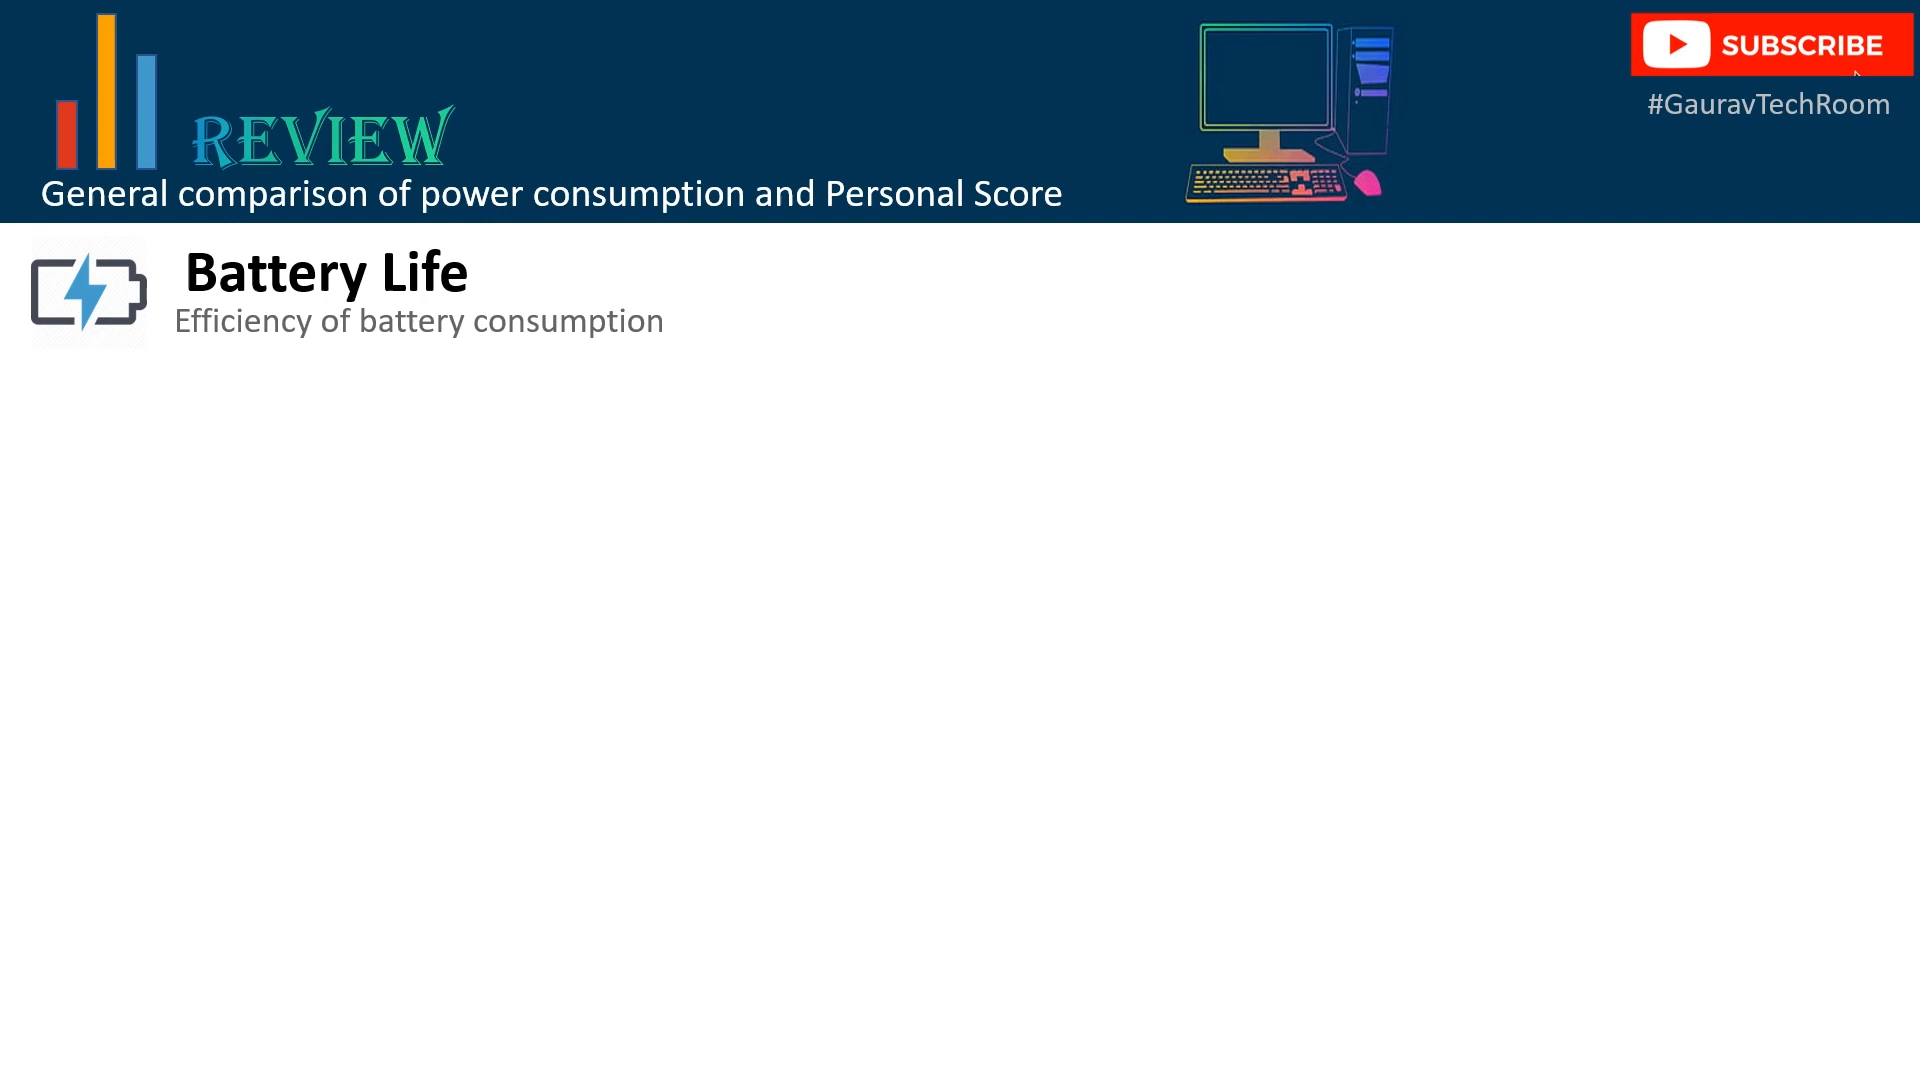 SUBSCRIBE
#GauravTechRoom
REVIEW
General comparison of power consumption and Personal Score
Battery Life
Efficiency of battery consumption